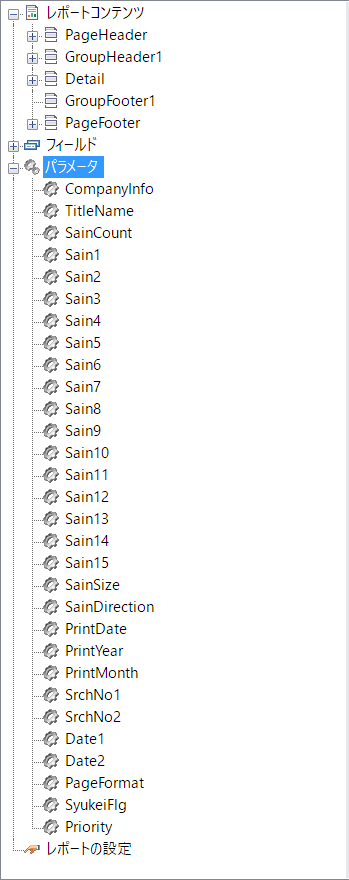 レポートコンテンツ
PageHeader
GroupHeader1
Detail
GroupFooter1
PageFooter
フィールド
パラメータ
CompanyInfo
TitleName
SainCount
Sain1
Sain2
Sain3
Sain4
Sain5
Sain6
Sain7
Sain8
Sain9
Sain10
Sain11
Sain12
Sain13
Sain14
Sain15
SainSize
SainDirection
PrintDate
PrintYear
PrintMonth
SrchNo1
SrchNo2
Date1
Date2
PageFormat
SyukeiFlg
Priority
レポートの設定